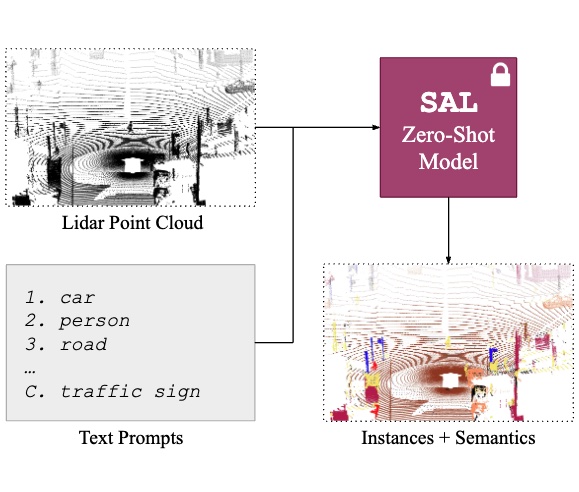 SAL
Zero-Shot
Model
Lidar Point Cloud
1. car
2. person
3. road
…
C. traffic sign
Text Prompts
Instances + Semantics